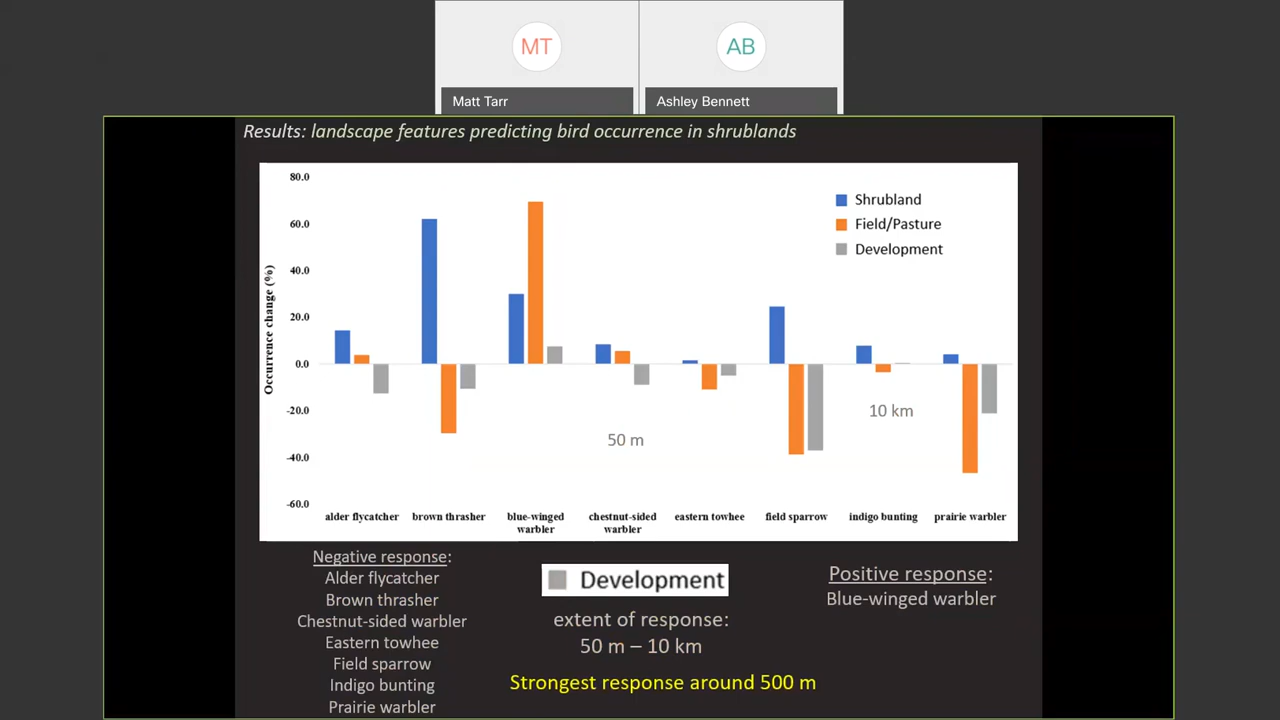 MT
AB
Matt Tarr
Ashley Bennett
Results: landscape features predicting bird occurrence in shrublands
80.0
60.0
40.0
20.0
0.0
-20.0
-40.0
-60.0
Occurrence change (%)
Shrubland
Field/Pasture
Development
50 m
10 km
alder flycatcher
brown thrasher
blue-winged
warbler
chestnut-sided
warbler
eastern towhee
field sparrow
indigo bunting
prairie warbler
Negative response:
Alder flycatcher
Brown thrasher
Chestnut-sided warbler
Eastern towhee
Field sparrow
Indigo bunting
Prairie warbler
Development
extent of response:
50 m – 10 km
Strongest response around 500 m
Positive response:
Blue-winged warbler